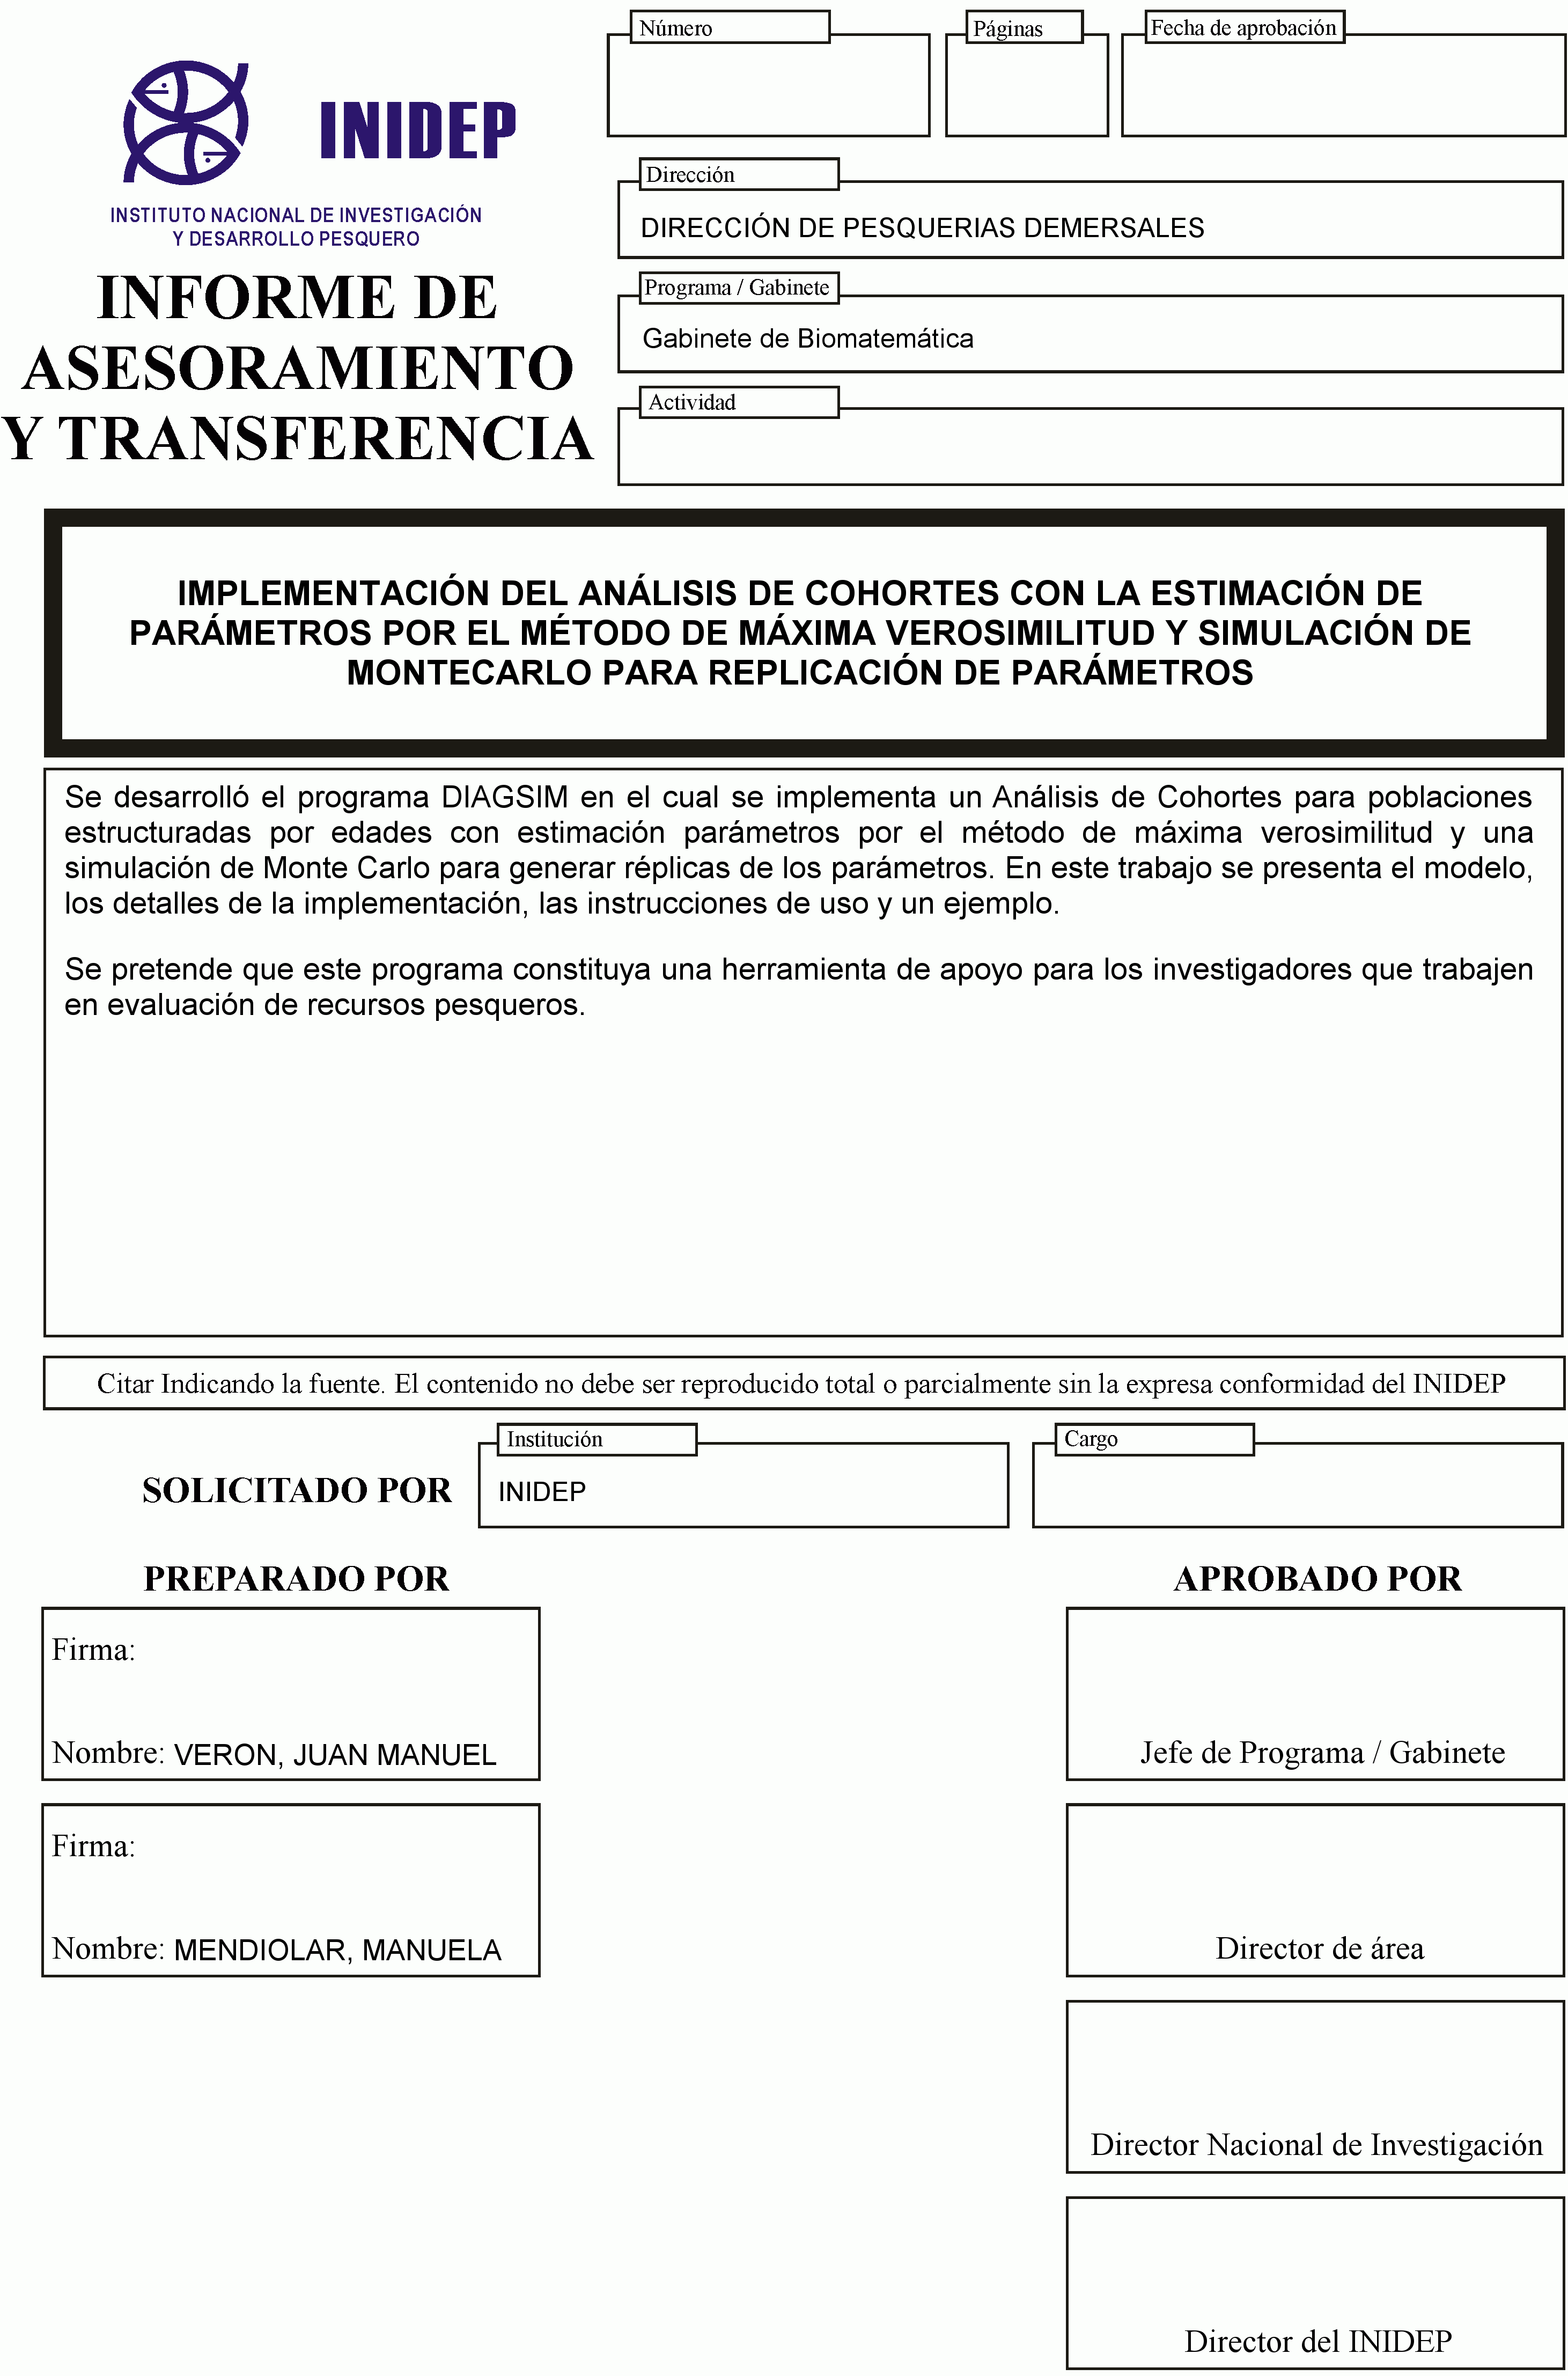 Número
Páginas
Fecha de aprobación
INIDEP
INSTITUTO NACIONAL DE INVESTIGACIÓN
Y DESARROLLO PESQUERO
INFORME DE
ASESORAMIENTO
Y TRANSFERENCIA
Dirección
DIRECCIÓN DE PESQUERIAS DEMERSALES
Programa / Gabinete
Gabinete de Biomatemática
Actividad
IMPLEMENTACIÓN DEL ANÁLISIS DE COHORTES CON LA ESTIMACIÓN DE
PARÁMETROS POR EL MÉTODO DE MÁXIMA VEROSIMILITUD Y SIMULACIÓN DE
MONTECARLO PARA REPLICACIÓN DE PARÁMETROS
Se desarrolló el programa DIAGSIM en el cual se implementa un Análisis de Cohortes para poblaciones
estructuradas por edades con estimación parámetros por el método de máxima verosimilitud y una
simulación de Monte Carlo para generar réplicas de los parámetros. En este trabajo se presenta el modelo,
los detalles de la implementación, las instrucciones de uso y un ejemplo.
Se pretende que este programa constituya una herramienta de apoyo para los investigadores que trabajen
en evaluación de recursos pesqueros.
Citar Indicando la fuente. El contenido no debe ser reproducido total o parcialmente sin la expresa conformidad del INIDEP
SOLICITADO POR
Institución
INIDEP
Cargo
PREPARADO POR
Firma:
Nombre: VERON, JUAN MANUEL
Firma:
Nombre: MENDIOLAR, MANUELA
APROBADO POR
Jefe de Programa / Gabinete
Director de área
Director Nacional de Investigación
Director del INIDEP